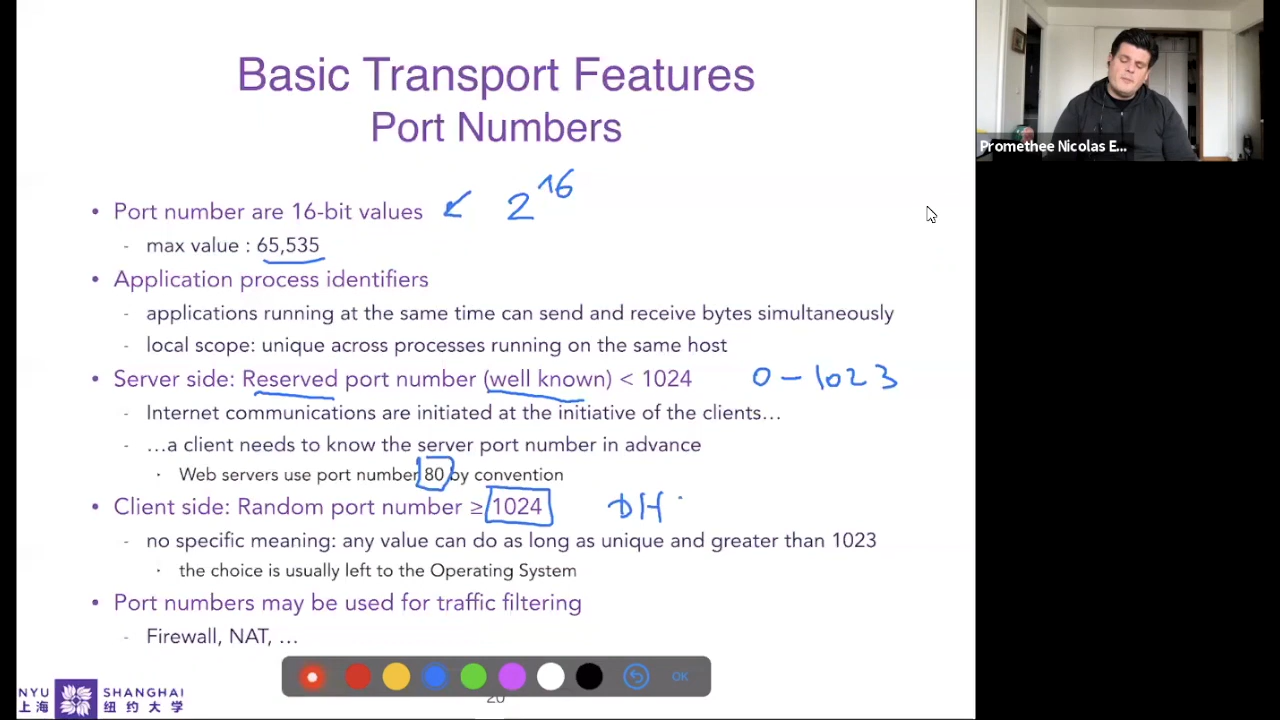 Basic Transport Features
Port Numbers
• Port number are 16-bit values 2^16
- max value : 65,535
• Application process identifiers
- applications running at the same time can send and receive bytes simultaneously
- local scope: unique across processes running on the same host
• Server side: Reserved port number (well known) < 1024 0 – 1023
- Internet communications are initiated at the initiative of the clients…
- …a client needs to know the server port number in advance
· Web servers use port number 80 by convention
• Client side: Random port number ≥ 1024 DH
- no specific meaning: any value can do as long as unique and greater than 1023
· the choice is usually left to the Operating System
• Port numbers may be used for traffic filtering
- Firewall, NAT, …
OK
20
NYU SHANGHAI
上海 纽约大学
Promethee Nicolas E...